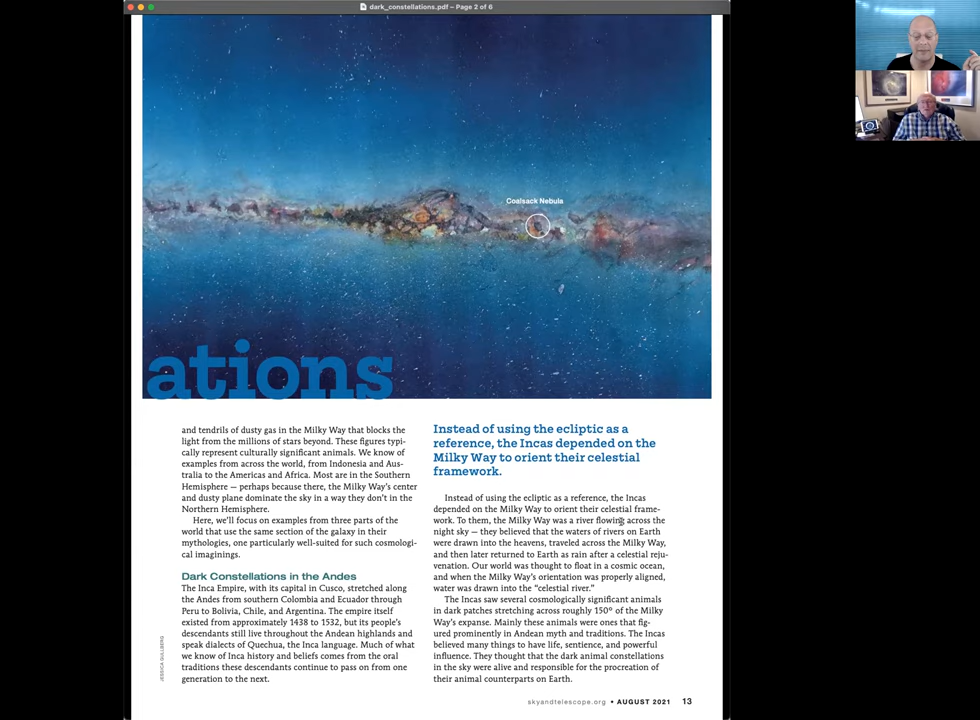 dark_constellations.pdf – Page 2 of 6
Coalsack Nebula
ations
and tendrils of dusty gas in the Milky Way that blocks the
light from the millions of stars beyond. These figures typi-
cally represent culturally significant animals. We know of
examples from across the world, from Indonesia and Aus-
tralia to the Americas and Africa. Most are in the Southern
Hemisphere — perhaps because there, the Milky Way's center
and dusty plane dominate the sky in a way they don't in the
Northern Hemisphere.
Here, we'll focus on examples from three parts of the
world that use the same section of the galaxy in their
mythologies, one particularly well-suited for such cosmologi-
cal imaginings.
Dark Constellations in the Andes
The Inca Empire, with its capital in Cusco, stretched along
the Andes from southern Colombia and Ecuador through
Peru to Bolivia, Chile, and Argentina. The empire itself
existed from approximately 1438 to 1532, but its people's
descendants still live throughout the Andean highlands and
speak dialects of Quechua, the Inca language. Much of what
we know of Inca history and beliefs comes from the oral
traditions these descendants continue to pass on from one
generation to the next.
JESSICA GULLBERG
Instead of using the ecliptic as a
reference, the Incas depended on the
Milky Way to orient their celestial
framework.
Instead of using the ecliptic as a reference, the Incas
depended on the Milky Way to orient their celestial frame-
work. To them, the Milky Way was a river flowing across the
night sky — they believed that the waters of rivers on Earth
were drawn into the heavens, traveled across the Milky Way,
and then later returned to Earth as rain after a celestial reju-
venation. Our world was thought to float in a cosmic ocean,
and when the Milky Way's orientation was properly aligned,
water was drawn into the "celestial river."
The Incas saw several cosmologically significant animals
in dark patches stretching across roughly 150° of the Milky
Way's expanse. Mainly these animals were ones that fig-
ured prominently in Andean myth and traditions. The Incas
believed many things to have life, sentience, and powerful
influence. They thought that the dark animal constellations
in the sky were alive and responsible for the procreation of
their animal counterparts on Earth.
skyandtelescope.org • AUGUST 2021 13